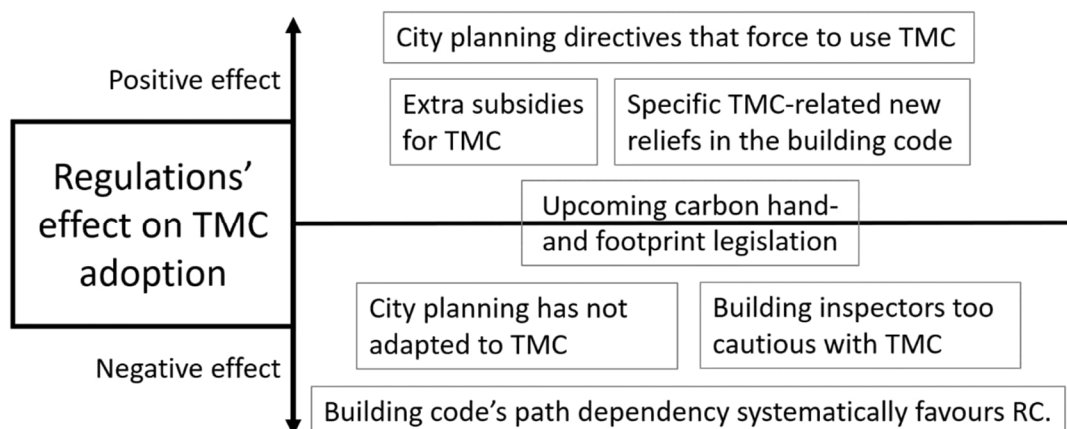 City planning directives that force to use TMC
Positive effect
Extra subsidies
for TMC
Specific TMC-related new
reliefs in the building code
Regulations’
effect on TMC
adoption
Upcoming carbon hand-
and footprint legislation
City planning has not
adapted to TMC
Building inspectors too
cautious with TMC
Negative effect
Building code’s path dependency systematically favours RC.